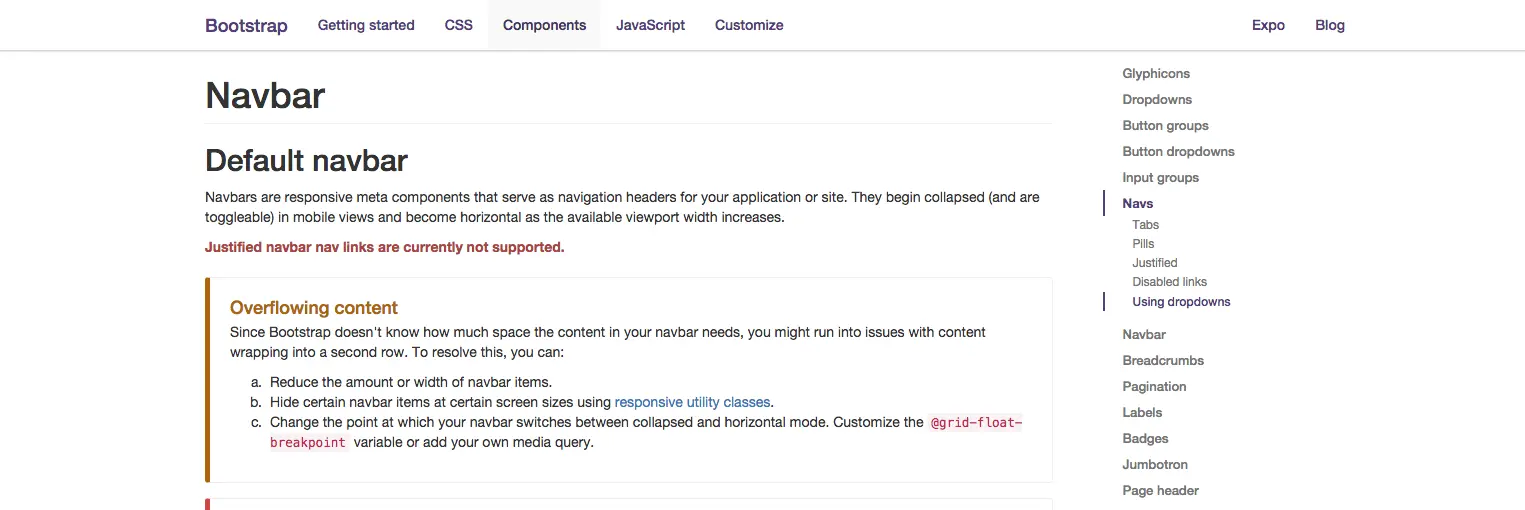 Bootstrap Getting started CSS Components JavaScript Customize Expo Blog
Navbar
Default navbar
Navbars are responsive meta components that serve as navigation headers for your application or site. They begin collapsed (and are
toggleable) in mobile views and become horizontal as the available viewport width increases.
Justified navbar nav links are currently not supported.
Overflowing content
Since Bootstrap doesn't know how much space the content in your navbar needs, you might run into issues with content
wrapping into a second row. To resolve this, you can:
a. Reduce the amount or width of navbar items.
b. Hide certain navbar items at certain screen sizes using responsive utility classes.
c. Change the point at which your navbar switches between collapsed and horizontal mode. Customize the @grid-float-
breakpoint variable or add your own media query.
Glyphicons
Dropdowns
Button groups
Button dropdowns
Input groups
Navs
Tabs
Pills
Justified
Disabled links
Using dropdowns
Navbar
Breadcrumbs
Pagination
Labels
Badges
Jumbotron
Page header